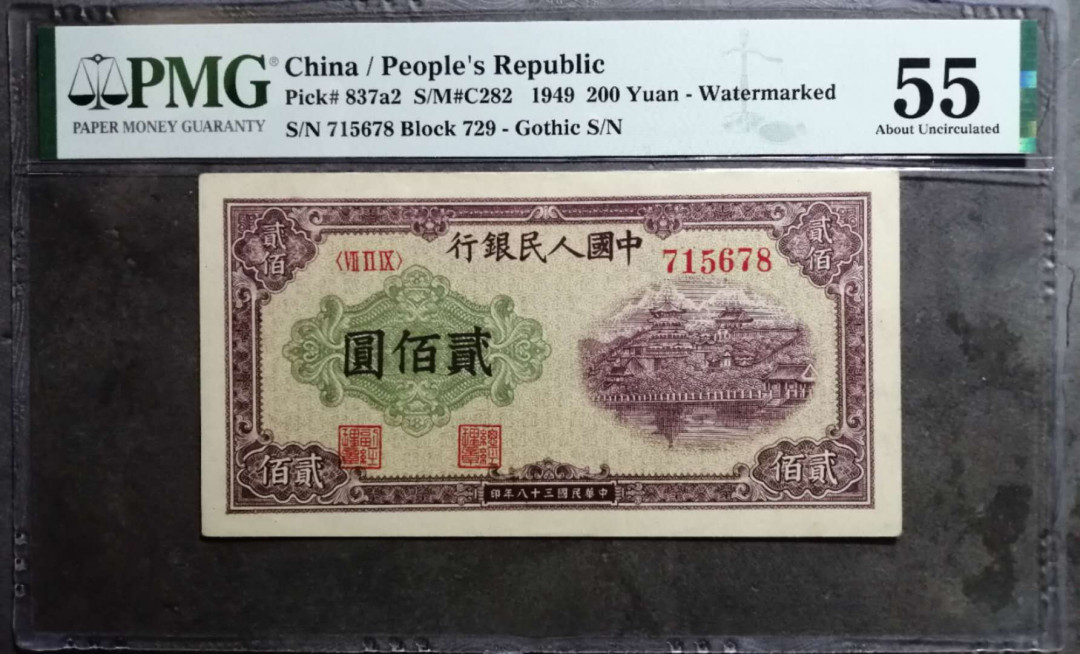 PMG®
PAPER MONEY GUARANTY
China / People's Republic
Pick# 837a2 S/M#C282 1949 200 Yuan - Watermarked
S/N 715678 Block 729 - Gothic S/N
55
About Uncirculated
行銀民人國中
〈VII II IX〉
715678
貳佰
貳佰
圓佰貳
佰貳
佰貳
印年八十三國民華中